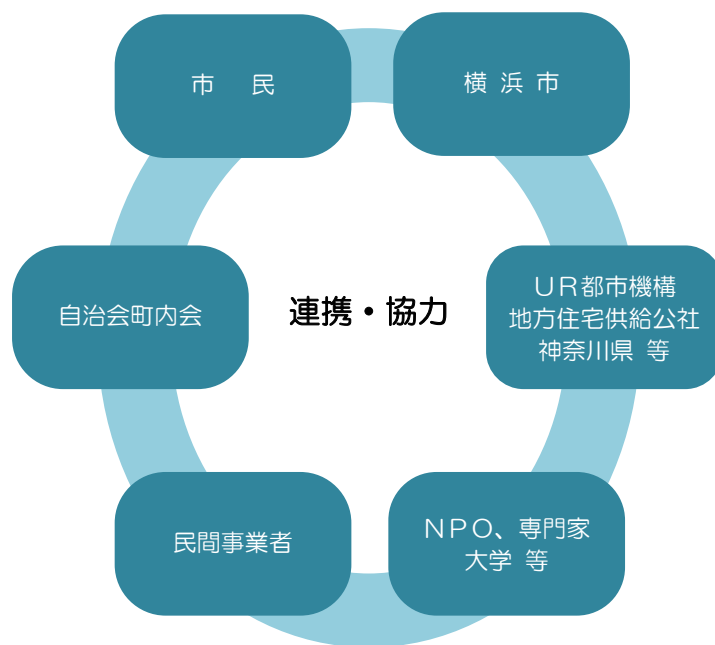 市　民
横 浜 市
自治会町内会
連携・協力
ＵＲ都市機構
地方住宅供給公社
神奈川県 等
民間事業者
ＮＰＯ、専門家
大学 等